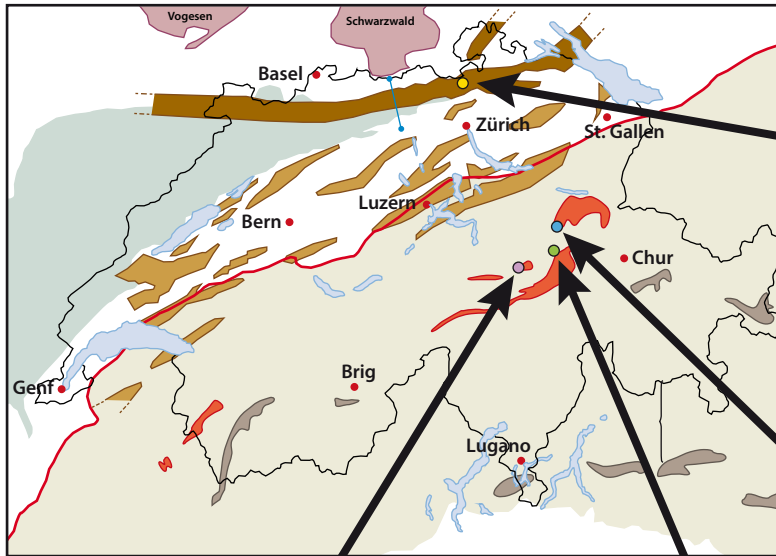 Vogesen
Schwarzwald
Basel
Zürich
St. Gallen
Luzern
Bern
Chur
Brig
Genf
Lugano